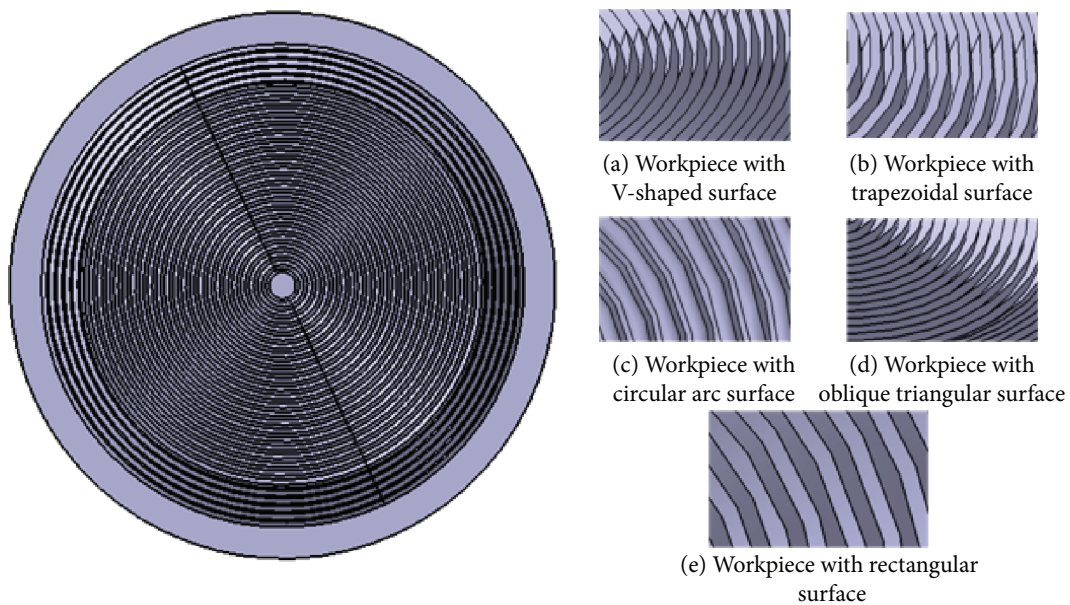 (a) Workpiece with
V-shaped surface
(b) Workpiece with
trapezoidal surface
(c) Workpiece with
circular arc surface
(d) Workpiece with
oblique triangular surface
(e) Workpiece with rectangular
surface